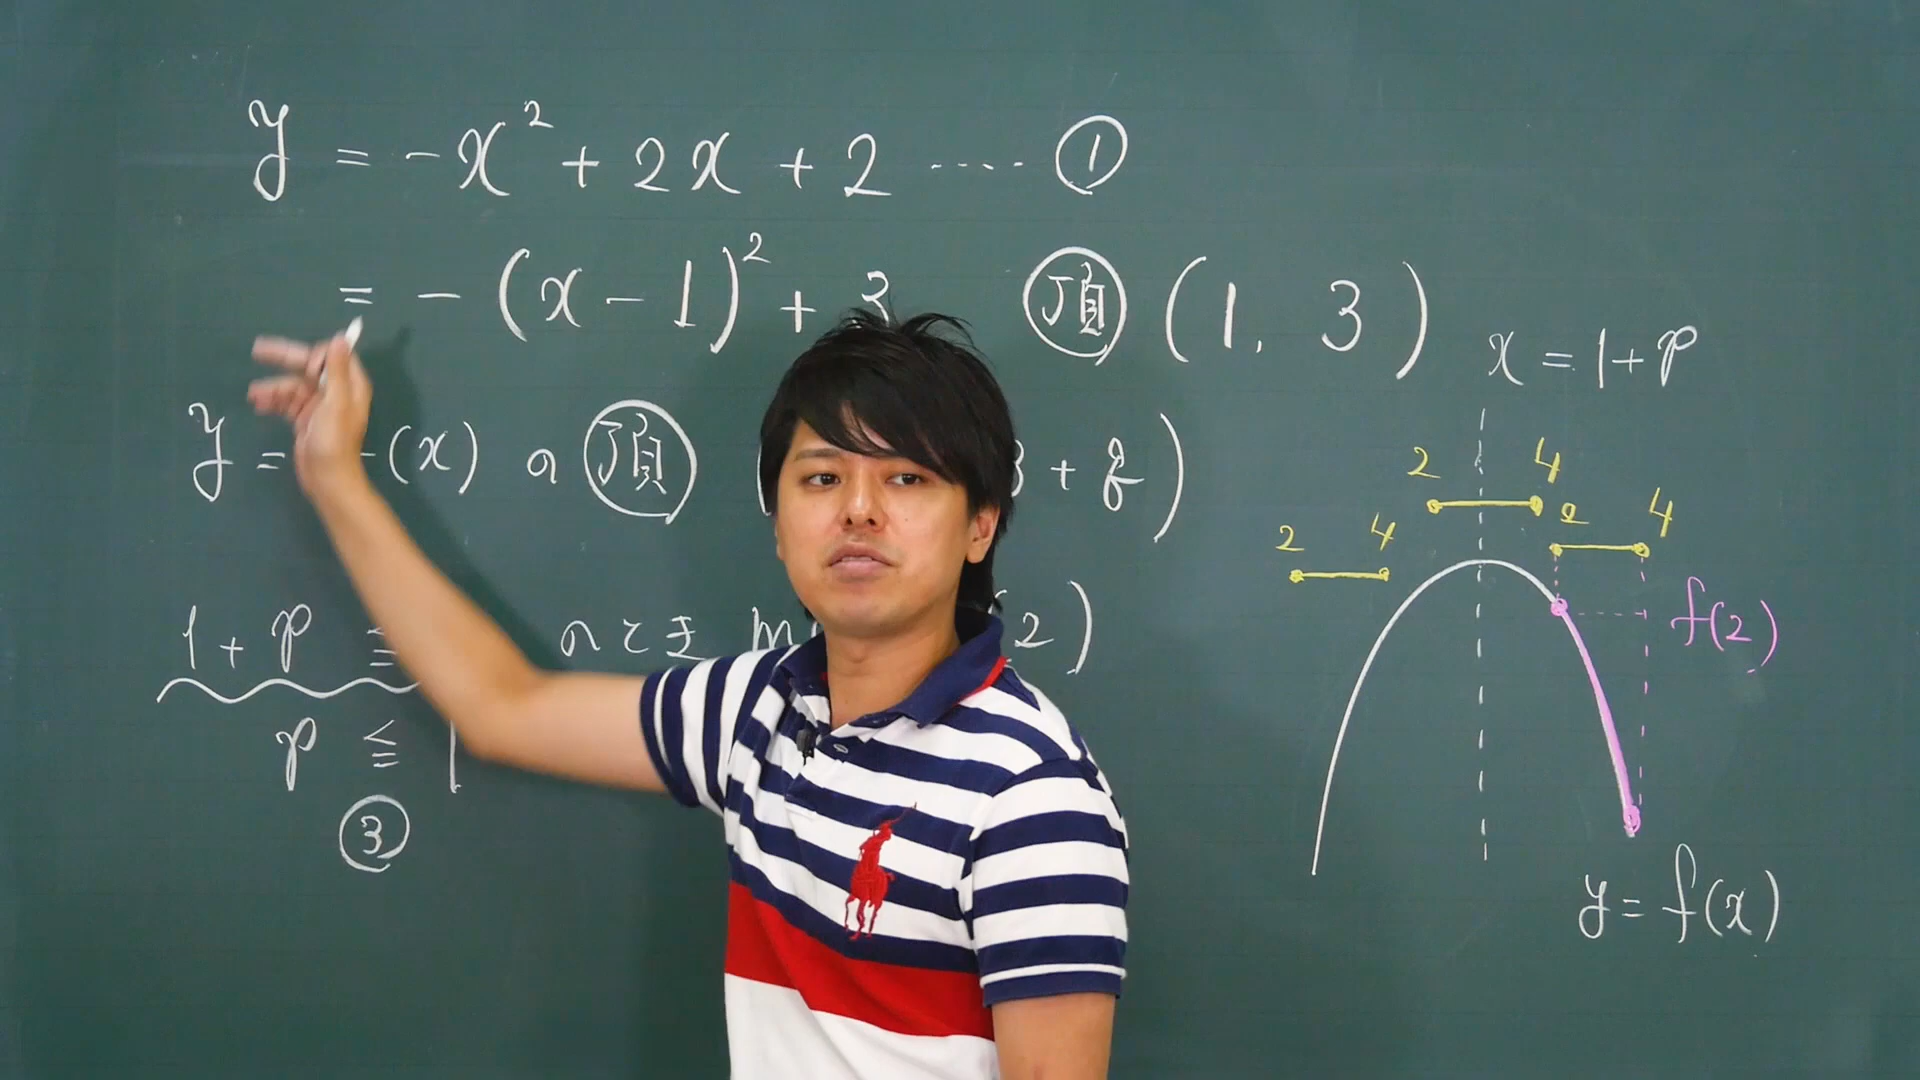 y = -x² + 2x + 2 ‥‥ ①
= -(x - 1)² + 3 頂 (1, 3)
x = 1 + p
y = (x) の 頂 ( 3 + q)
2 4
2 4
2 4
1 + p ≦ のとき M 2)
f(2)
p ≦ 1
③
y = f(x)